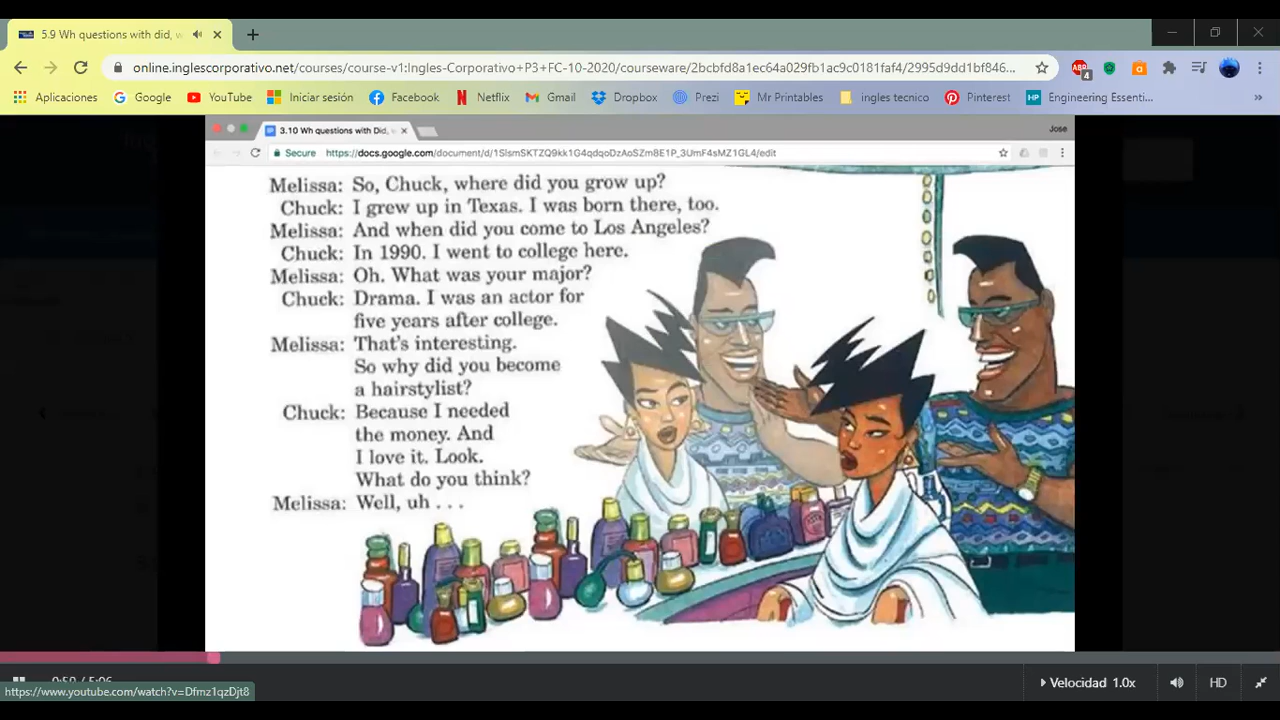 5.9 Wh questions with did, w
online.inglescorporativo.net/courses/course-v1:Ingles-Corporativo+P3+FC-10-2020/courseware/2bcbfd8a1ec64a029fb1ac9c0181faf4/2995d9dd1bf846...
Aplicaciones Google YouTube Iniciar sesión Facebook Netflix Gmail Dropbox Prezi Mr Printables ingles tecnico Pinterest Engineering Essenti... »
3.10 Wh questions with Did, Jose
Secure https://docs.google.com/document/d/1SlsmSKTZQ9kk1G4qdqoDzAoSZm8E1P_3UmF4sMZ1GL4/edit
Melissa: So, Chuck, where did you grow up?
Chuck: I grew up in Texas. I was born there, too.
Melissa: And when did you come to Los Angeles?
Chuck: In 1990. I went to college here.
Melissa: Oh. What was your major?
Chuck: Drama. I was an actor for
five years after college.
Melissa: That's interesting.
So why did you become
a hairstylist?
Chuck: Because I needed
the money. And
I love it. Look.
What do you think?
Melissa: Well, uh . . .
0:50 / 5:06
https://www.youtube.com/watch?v=Dfmz1qzDjt8
Velocidad 1.0x HD